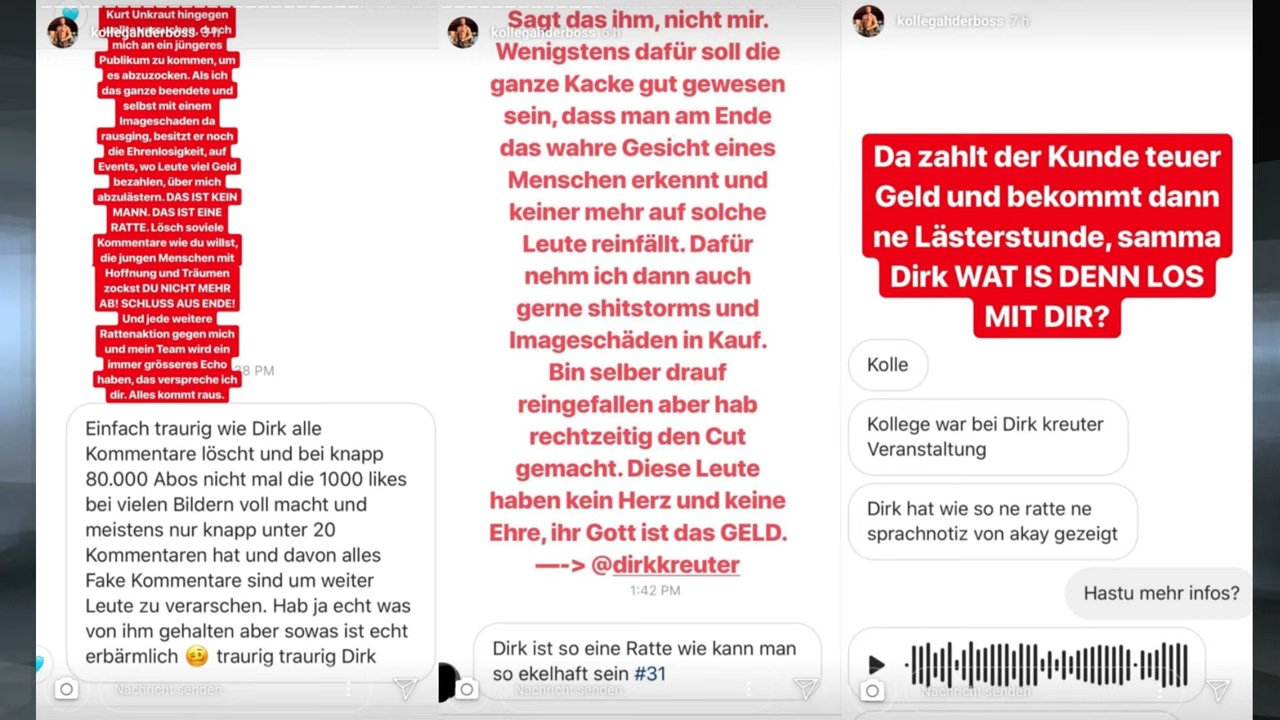 Kurt Unkraut hingegen
kollegahderboss 6 h
mich an ein jüngeres
Publikum zu kommen, um
es abzuzocken. Als ich
das ganze beendete und
selbst mit einem
Imageschaden da
rausging, besitzt er noch
die Ehrenlosigkeit, auf
Events, wo Leute viel Geld
bezahlen, über mich
abzulästern. DAS IST KEIN
MANN. DAS IST EINE
RATTE. Lösch soviele
Kommentare wie du willst,
die jungen Menschen mit
Hoffnung und Träumen
zockst DU NICHT MEHR
AB! SCHLUSS AUS ENDE!
Und jede weitere
Rattenaktion gegen mich
und mein Team wird ein
immer grösseres Echo
haben, das verspreche ich
dir. Alles kommt raus.
38 PM
Einfach traurig wie Dirk alle
Kommentare löscht und bei knapp
80.000 Abos nicht mal die 1000 likes
bei vielen Bildern voll macht und
meistens nur knapp unter 20
Kommentaren hat und davon alles
Fake Kommentare sind um weiter
Leute zu verarschen. Hab ja echt was
von ihm gehalten aber sowas ist echt
erbärmlich 🥴 traurig traurig Dirk
Nachricht senden
Sagt das ihm, nicht mir.
kollegahderboss 6 h
Wenigstens dafür soll die
ganze Kacke gut gewesen
sein, dass man am Ende
das wahre Gesicht eines
Menschen erkennt und
keiner mehr auf solche
Leute reinfällt. Dafür
nehm ich dann auch
gerne shitstorms und
Imageschäden in Kauf.
Bin selber drauf
reingefallen aber hab
rechtzeitig den Cut
gemacht. Diese Leute
haben kein Herz und keine
Ehre, ihr Gott ist das GELD.
—-> @dirkkreuter
1:42 PM
Dirk ist so eine Ratte wie kann man
so ekelhaft sein #31
Nachricht senden
kollegahderboss 7 h
Da zahlt der Kunde teuer
Geld und bekommt dann
ne Lästerstunde, samma
Dirk WAT IS DENN LOS
MIT DIR?
Kolle
Kollege war bei Dirk kreuter
Veranstaltung
Dirk hat wie so ne ratte ne
sprachnotiz von akay gezeigt
Hastu mehr infos?
Nachricht senden